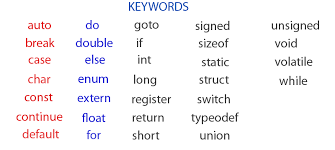 KEYWORDS
auto do goto signed unsigned
break double if sizeof void
case else int static volatile
char enum long struct while
const extern register switch
continue float return typeodef
default for short union